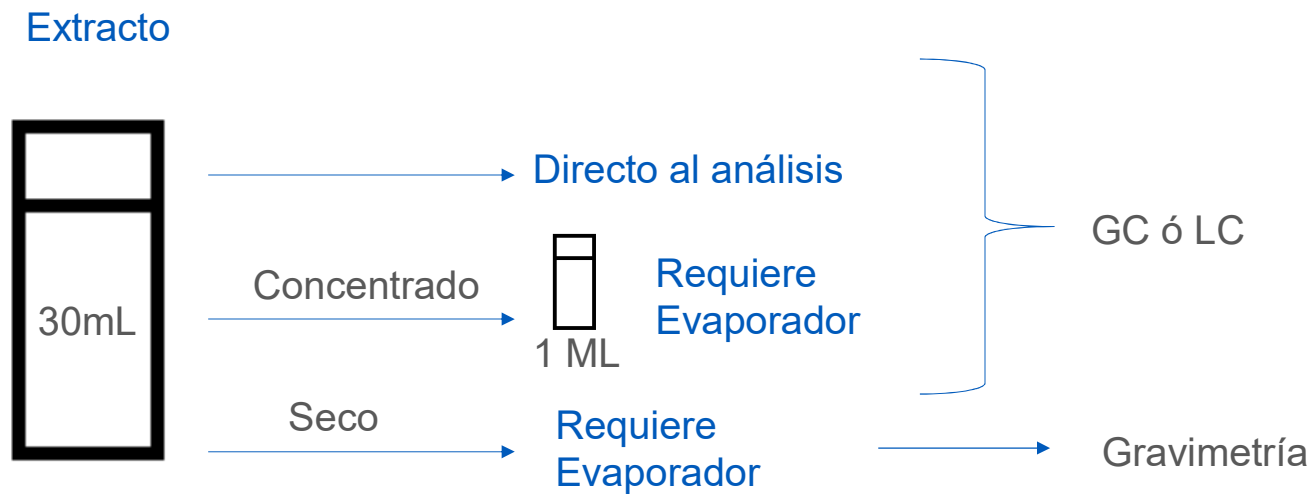 Extracto
Directo al análisis
30mL
Concentrado
1 ML
Requiere
Evaporador
GC ó LC
Seco
Requiere
Evaporador
Gravimetría